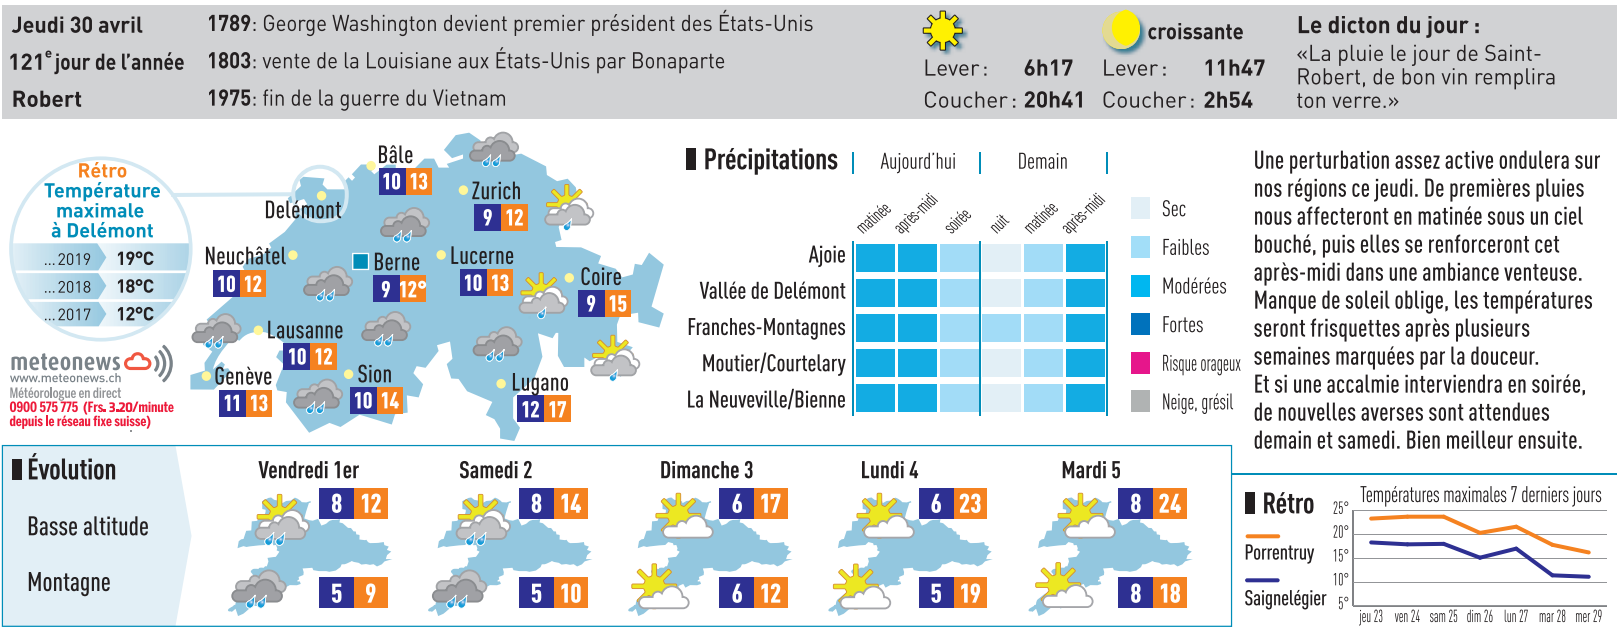 Jeudi 30 avril
121e jour de l'année
Robert
1789: George Washington devient premier président des États-Unis
1803: vente de la Louisiane aux États-Unis par Bonaparte
1975: fin de la guerre du Vietnam
Lever: 6h17
Coucher: 20h41
croissante
Lever: 11h47
Coucher: 2h54
Le dicton du jour :
«La pluie le jour de Saint-
Robert, de bon vin remplira
ton verre.»
Rétro
Température
maximale
à Delémont
...2019 19°C
...2018 18°C
...2017 12°C
meteonews
www.meteonews.ch
Météorologue en direct
0900 575 775 (Frs. 3.20/minute
depuis le réseau fixe suisse)
Bâle
10 13
Delémont
Zurich
9 12
Neuchâtel
10 12
Berne
9 12°
Lucerne
10 13
Coire
9 15
Lausanne
10 12
Genève
11 13
Sion
10 14
Lugano
12 17
Précipitations
Aujourd'hui
Demain
matinée
après-midi
soirée
nuit
matinée
après-midi
Ajoie
Vallée de Delémont
Franches-Montagnes
Moutier/Courtelary
La Neuveville/Bienne
Sec
Faibles
Modérées
Fortes
Risque orageux
Neige, grésil
Une perturbation assez active ondulera sur
nos régions ce jeudi. De premières pluies
nous affecteront en matinée sous un ciel
bouché, puis elles se renforceront cet
après-midi dans une ambiance venteuse.
Manque de soleil oblige, les températures
seront frisquettes après plusieurs
semaines marquées par la douceur.
Et si une accalmie interviendra en soirée,
de nouvelles averses sont attendues
demain et samedi. Bien meilleur ensuite.
Évolution
Basse altitude
Montagne
Vendredi 1er
8 12
5 9
Samedi 2
8 14
5 10
Dimanche 3
6 17
6 12
Lundi 4
6 23
5 19
Mardi 5
8 24
8 18
Rétro
Porrentruy
Saignelégier
Températures maximales 7 derniers jours
25°
20°
15°
10°
5°
jeu 23 ven 24 sam 25 dim 26 lun 27 mar 28 mer 29